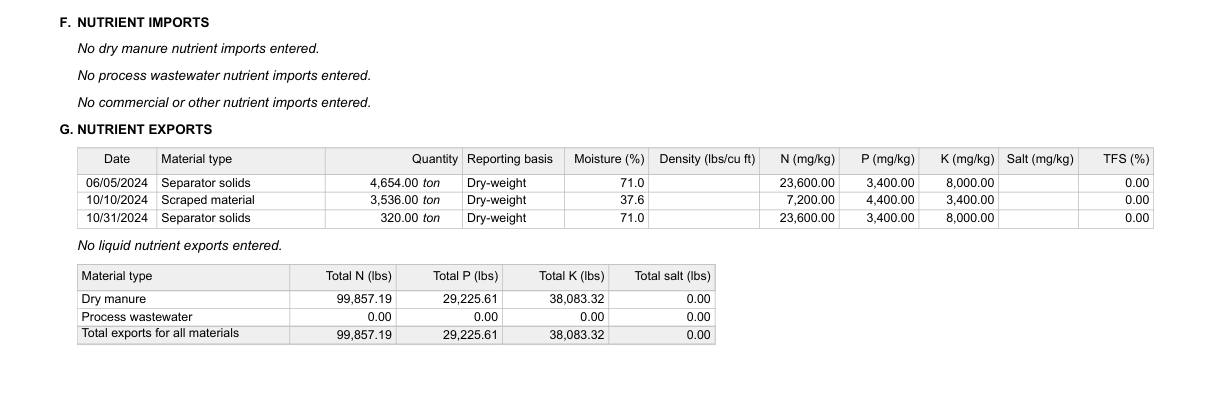 F. NUTRIENT IMPORTS
No dry manure nutrient imports entered.
No process wastewater nutrient imports entered.
No commercial or other nutrient imports entered.
G. NUTRIENT EXPORTS
Date Material type Quantity Reporting basis Moisture (%) Density (lbs/cu ft) N (mg/kg) P (mg/kg) K (mg/kg) Salt (mg/kg) TFS (%)
06/05/2024 Separator solids 4,654.00 ton Dry-weight 71.0 23,600.00 3,400.00 8,000.00 0.00
10/10/2024 Scraped material 3,536.00 ton Dry-weight 37.6 7,200.00 4,400.00 3,400.00 0.00
10/31/2024 Separator solids 320.00 ton Dry-weight 71.0 23,600.00 3,400.00 8,000.00 0.00
No liquid nutrient exports entered.
Material type Total N (lbs) Total P (lbs) Total K (lbs) Total salt (lbs)
Dry manure 99,857.19 29,225.61 38,083.32 0.00
Process wastewater 0.00 0.00 0.00 0.00
Total exports for all materials 99,857.19 29,225.61 38,083.32 0.00